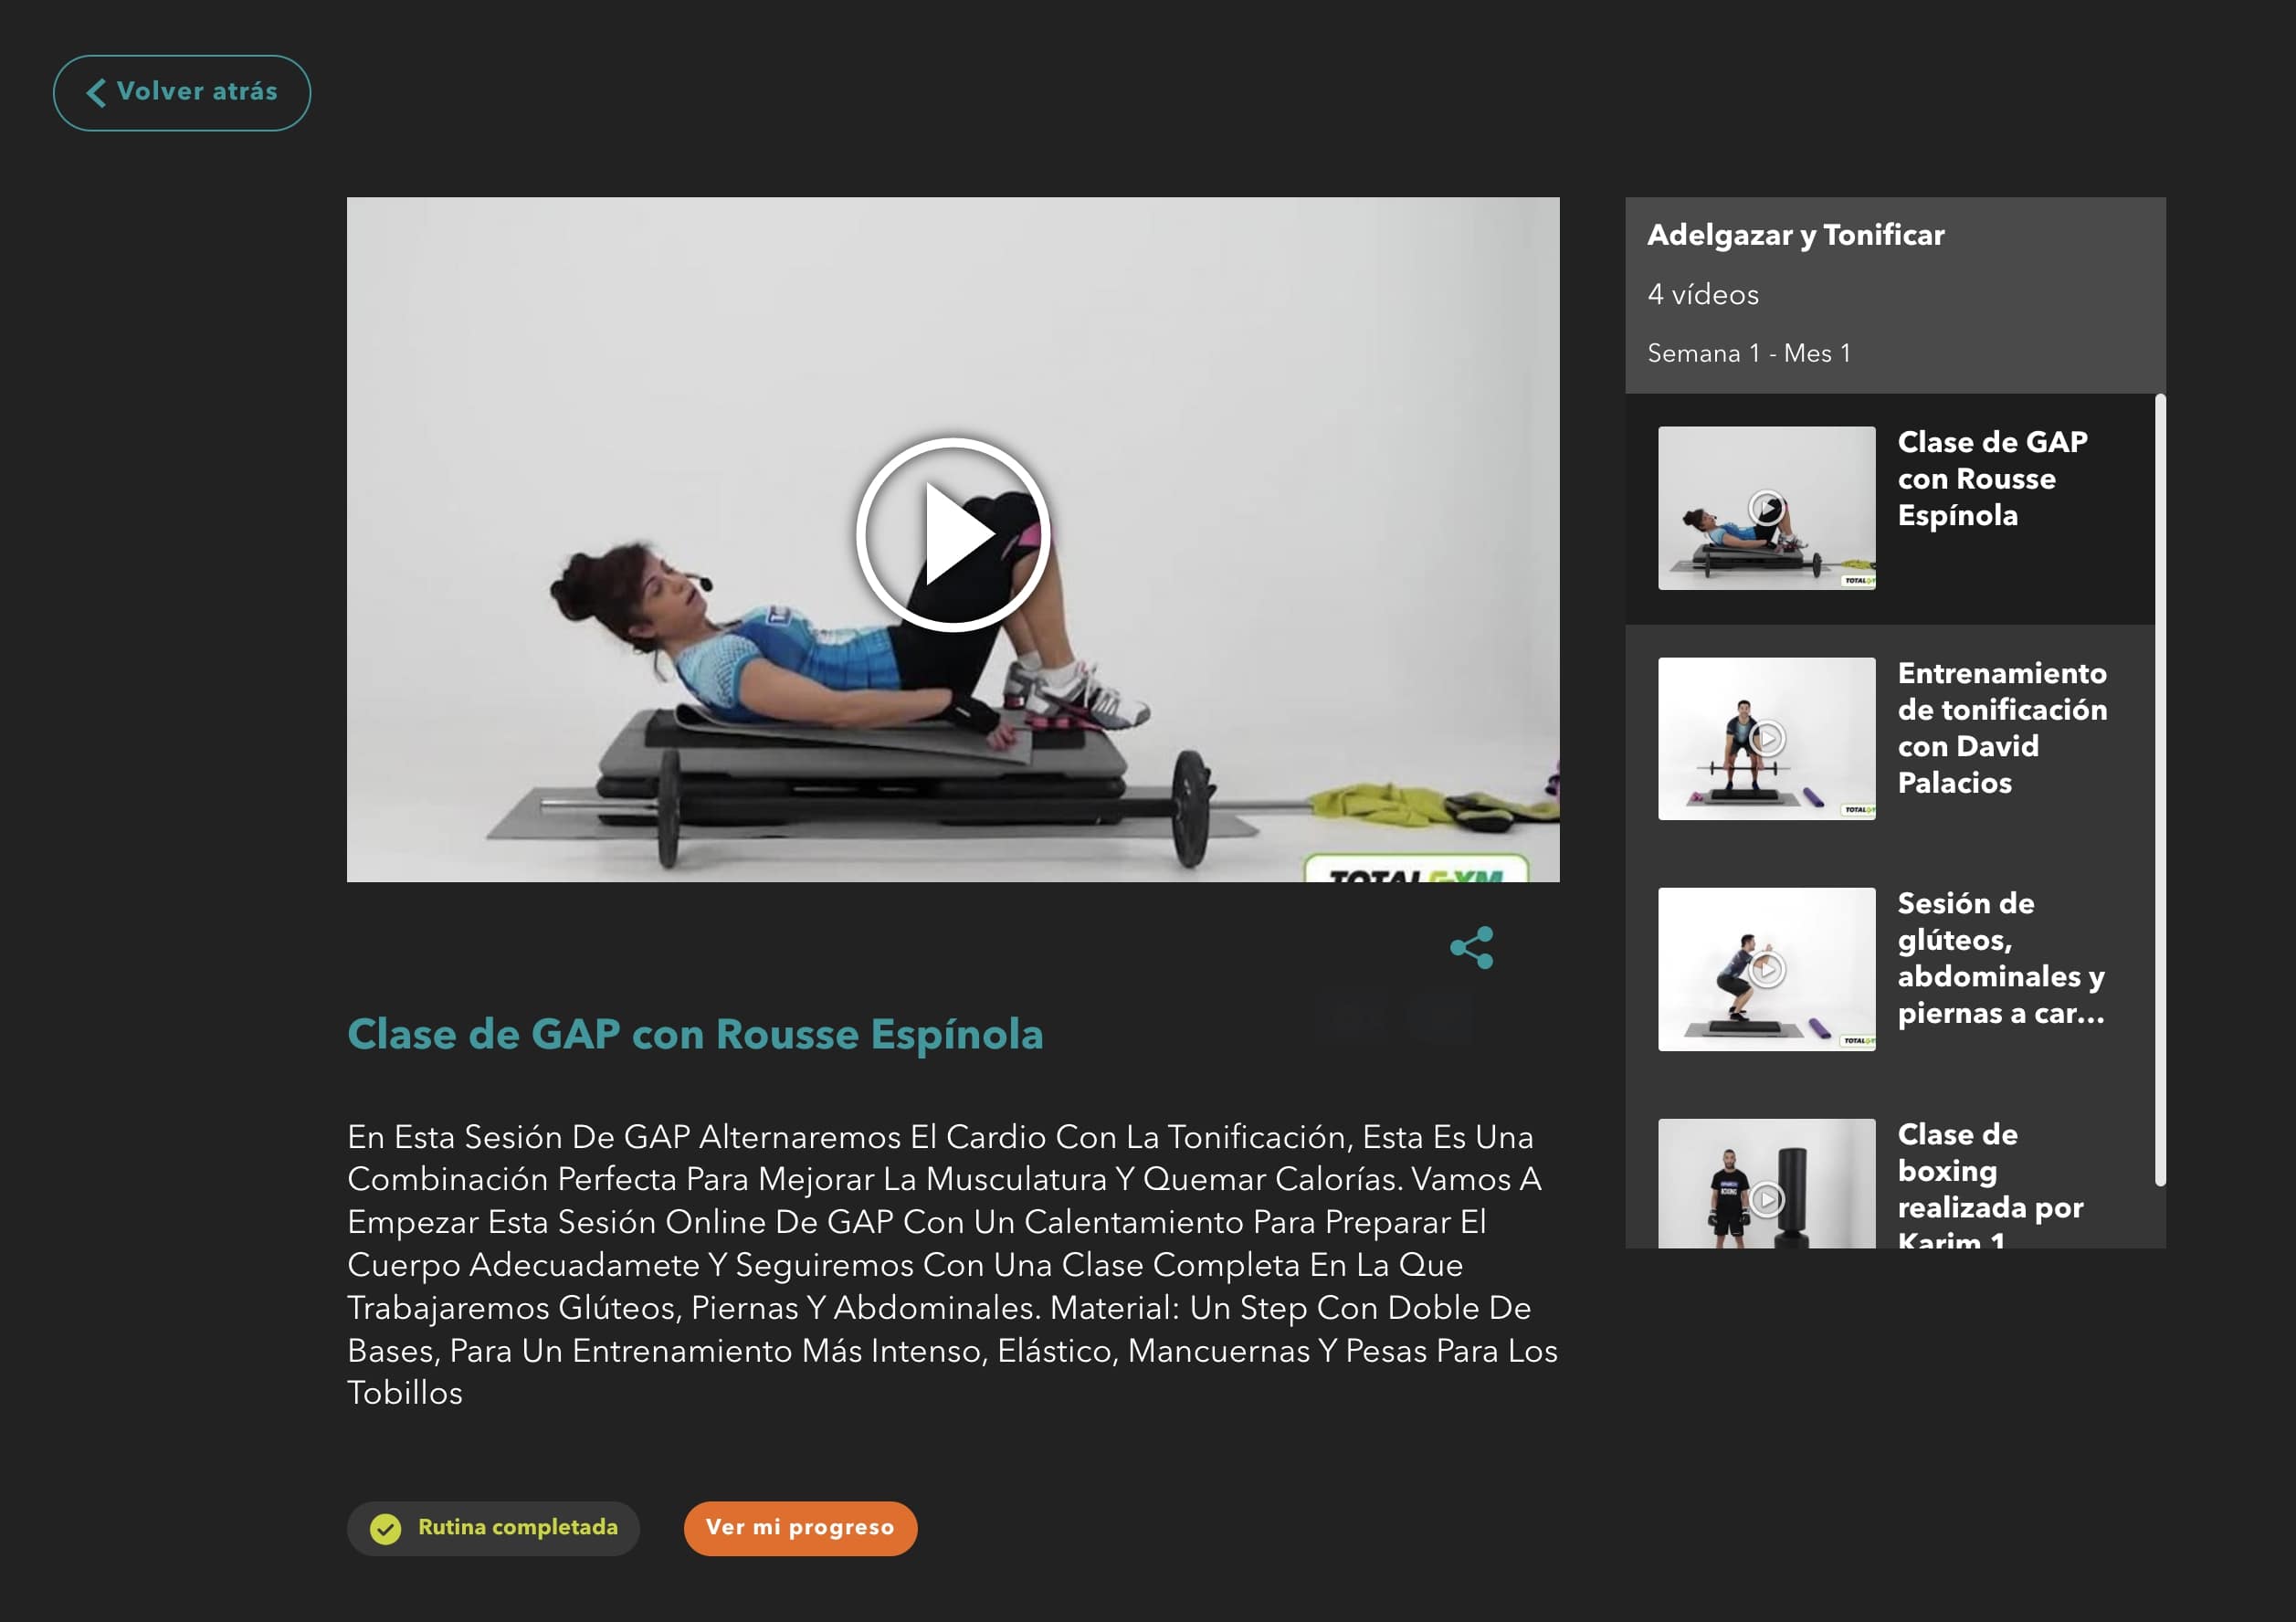 Volver atrás
TOTAL GYM
Clase de GAP con Rousse Espínola
En Esta Sesión De GAP Alternaremos El Cardio Con La Tonificación, Esta Es Una
Combinación Perfecta Para Mejorar La Musculatura Y Quemar Calorías. Vamos A
Empezar Esta Sesión Online De GAP Con Un Calentamiento Para Preparar El
Cuerpo Adecuadamete Y Seguiremos Con Una Clase Completa En La Que
Trabajaremos Glúteos, Piernas Y Abdominales. Material: Un Step Con Doble De
Bases, Para Un Entrenamiento Más Intenso, Elástico, Mancuernas Y Pesas Para Los
Tobillos
Rutina completada
Ver mi progreso
Adelgazar y Tonificar
4 vídeos
Semana 1 - Mes 1
Clase de GAP
con Rousse
Espínola
Entrenamiento
de tonificación
con David
Palacios
Sesión de
glúteos,
abdominales y
piernas a car...
Clase de
boxing
realizada por
Karim 1